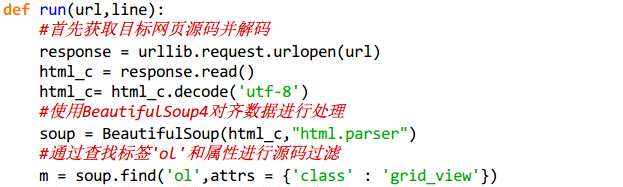 def run(url,line):
    #首先获取目标网页源码并解码
    response = urllib.request.urlopen(url)
    html_c = response.read()
    html_c= html_c.decode('utf-8')
    #使用BeautifulSoup4对齐数据进行处理
    soup = BeautifulSoup(html_c,"html.parser")
    #通过查找标签'ol'和属性进行源码过滤
    m = soup.find('ol',attrs = {'class' : 'grid_view'})